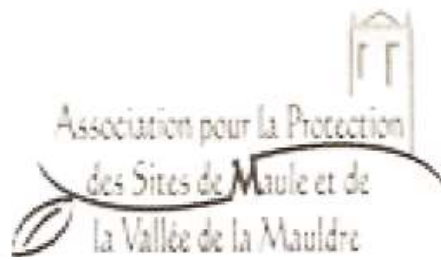 Association pour la Protection
des Sites de Maule et de
la Vallée de la Mauldre